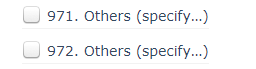 971. Others (specify...)
972. Others (specify...)